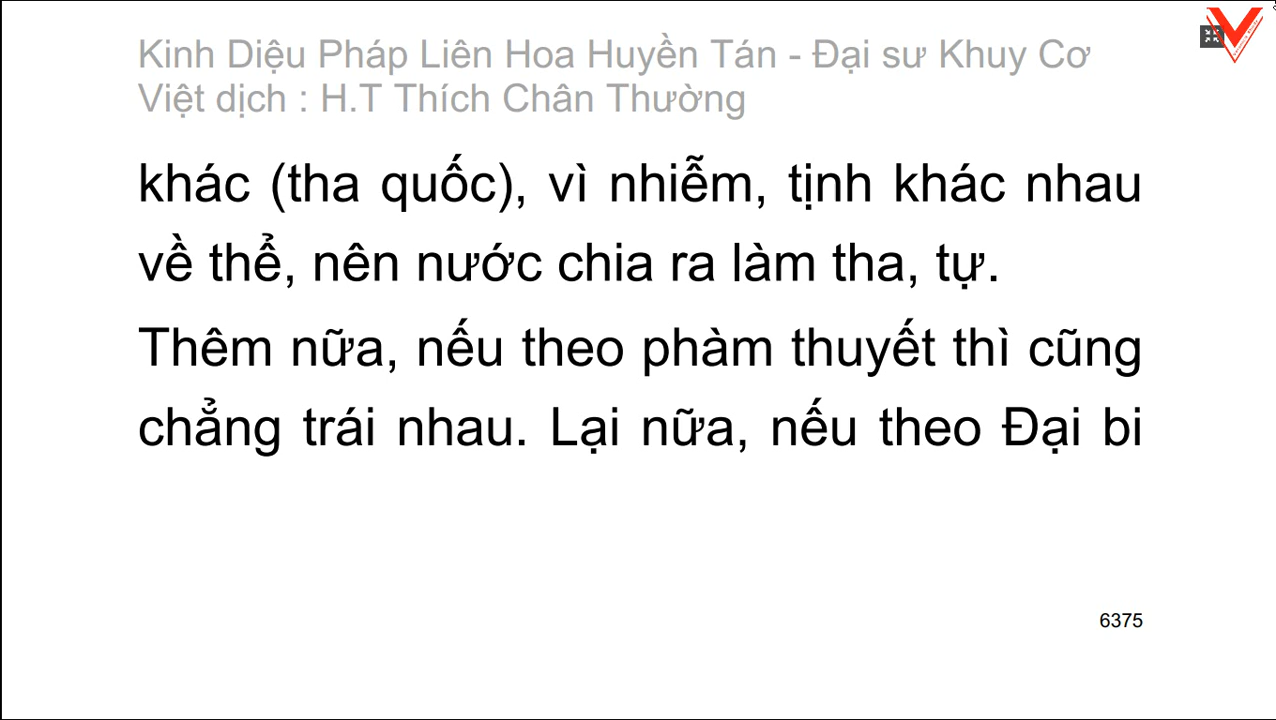 Kinh Diệu Pháp Liên Hoa Huyền Tán - Đại sư Khuy Cơ
Việt dịch : H.T Thích Chân Thường
khác (tha quốc), vì nhiễm, tịnh khác nhau
về thể, nên nước chia ra làm tha, tự.
Thêm nữa, nếu theo phàm thuyết thì cũng
chẳng trái nhau. Lại nữa, nếu theo Đại bi
6375